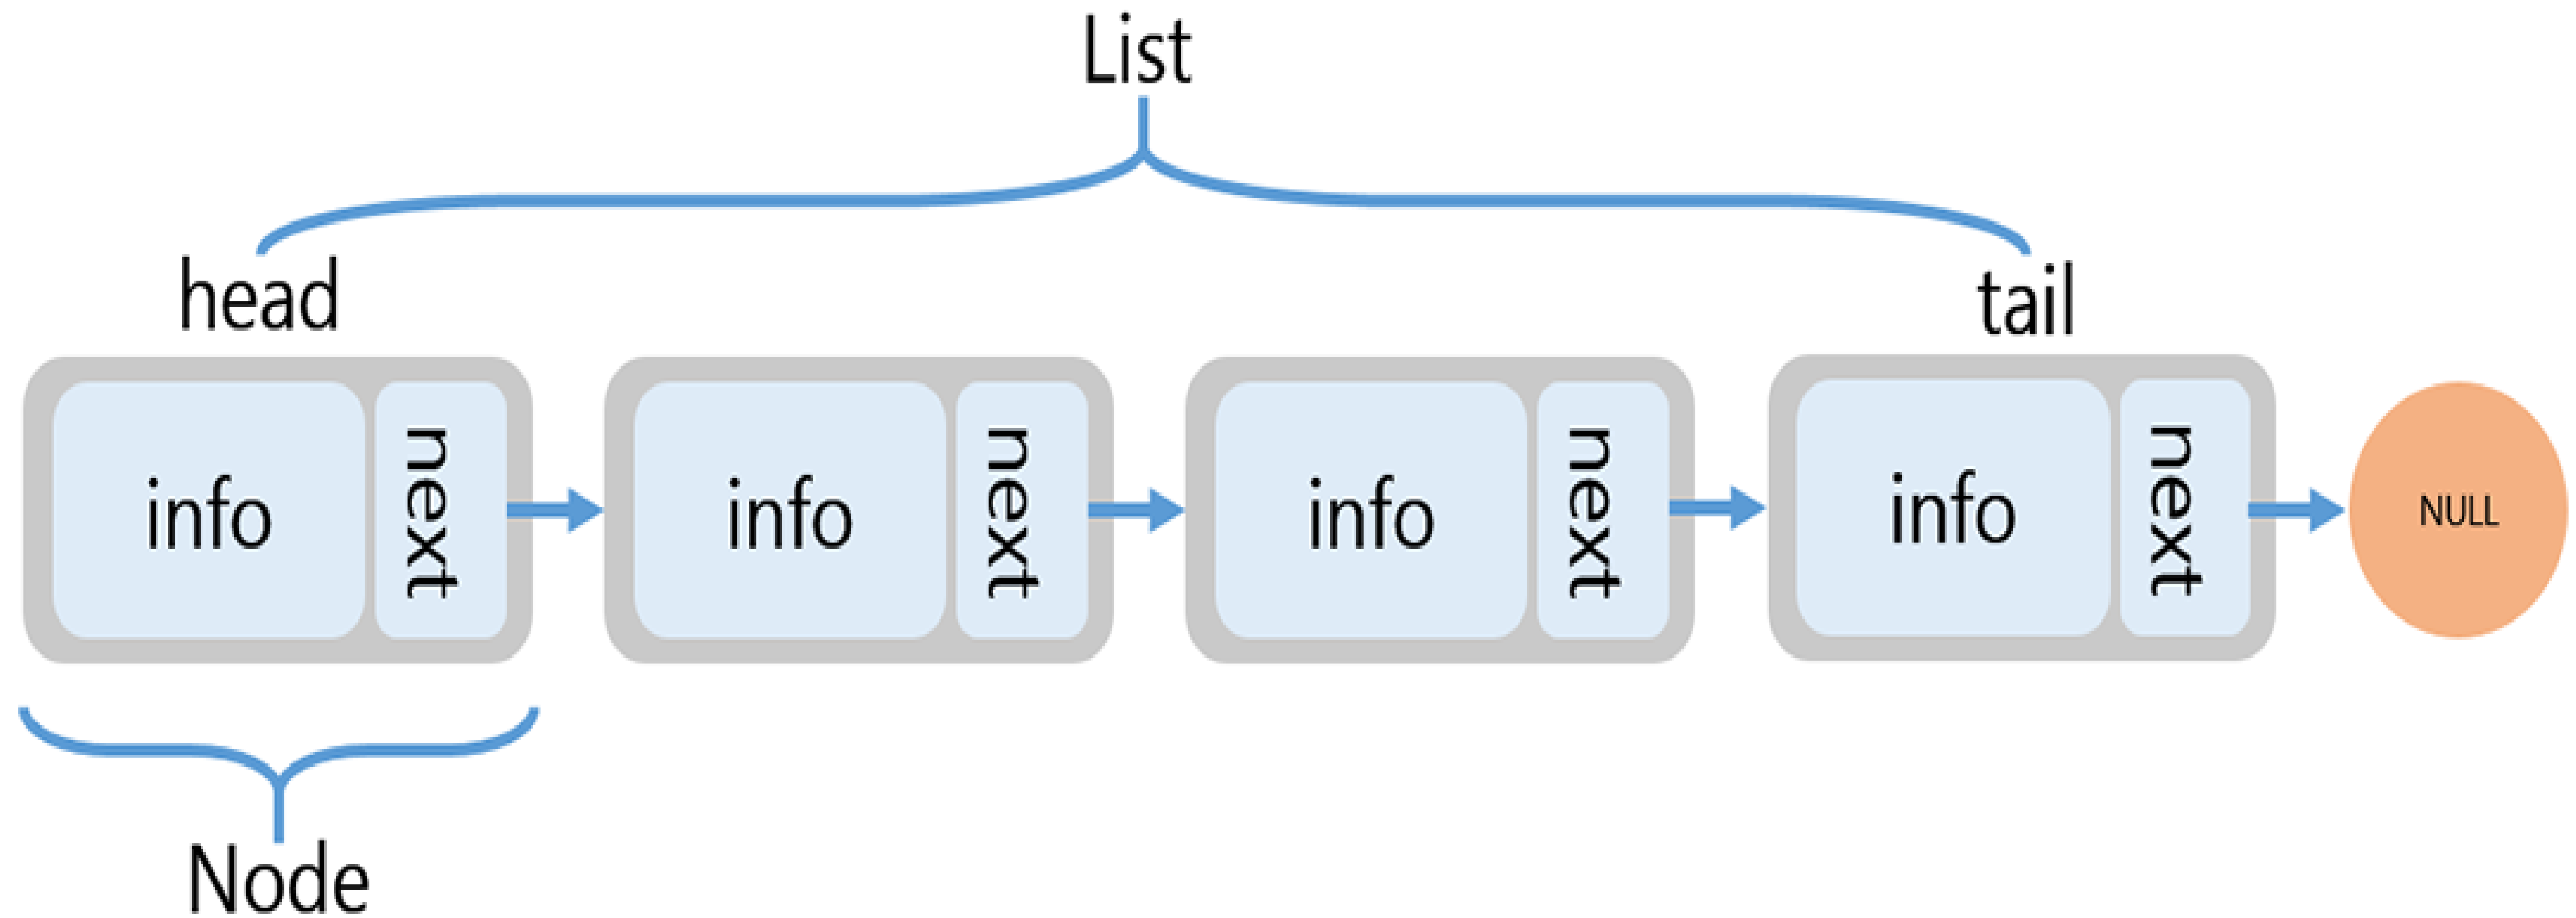 List
head
tail
info next info next info next info next NULL
Node